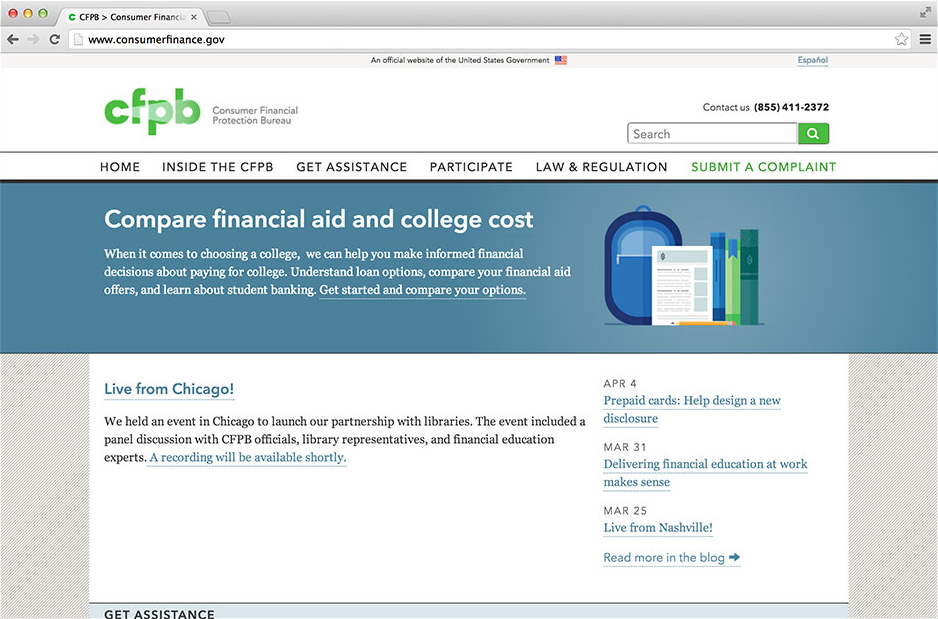 CFPB > Consumer Financia
www.consumerfinance.gov
An official website of the United States Government
Español
cfpb
Consumer Financial
Protection Bureau
Contact us (855) 411-2372
Search
HOME INSIDE THE CFPB GET ASSISTANCE PARTICIPATE LAW & REGULATION SUBMIT A COMPLAINT
Compare financial aid and college cost
When it comes to choosing a college, we can help you make informed financial
decisions about paying for college. Understand loan options, compare your financial aid
offers, and learn about student banking. Get started and compare your options.
Live from Chicago!
We held an event in Chicago to launch our partnership with libraries. The event included a
panel discussion with CFPB officials, library representatives, and financial education
experts. A recording will be available shortly.
APR 4
Prepaid cards: Help design a new
disclosure
MAR 31
Delivering financial education at work
makes sense
MAR 25
Live from Nashville!
Read more in the blog
GET ASSISTANCE